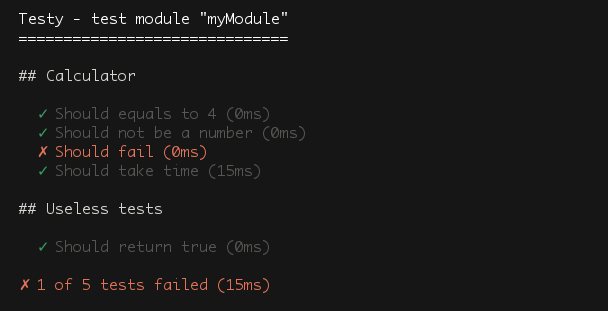 Testy - test module "myModule"
==============================
## Calculator
✓ Should equals to 4 (0ms)
✓ Should not be a number (0ms)
✗ Should fail (0ms)
✓ Should take time (15ms)
## Useless tests
✓ Should return true (0ms)
✗ 1 of 5 tests failed (15ms)